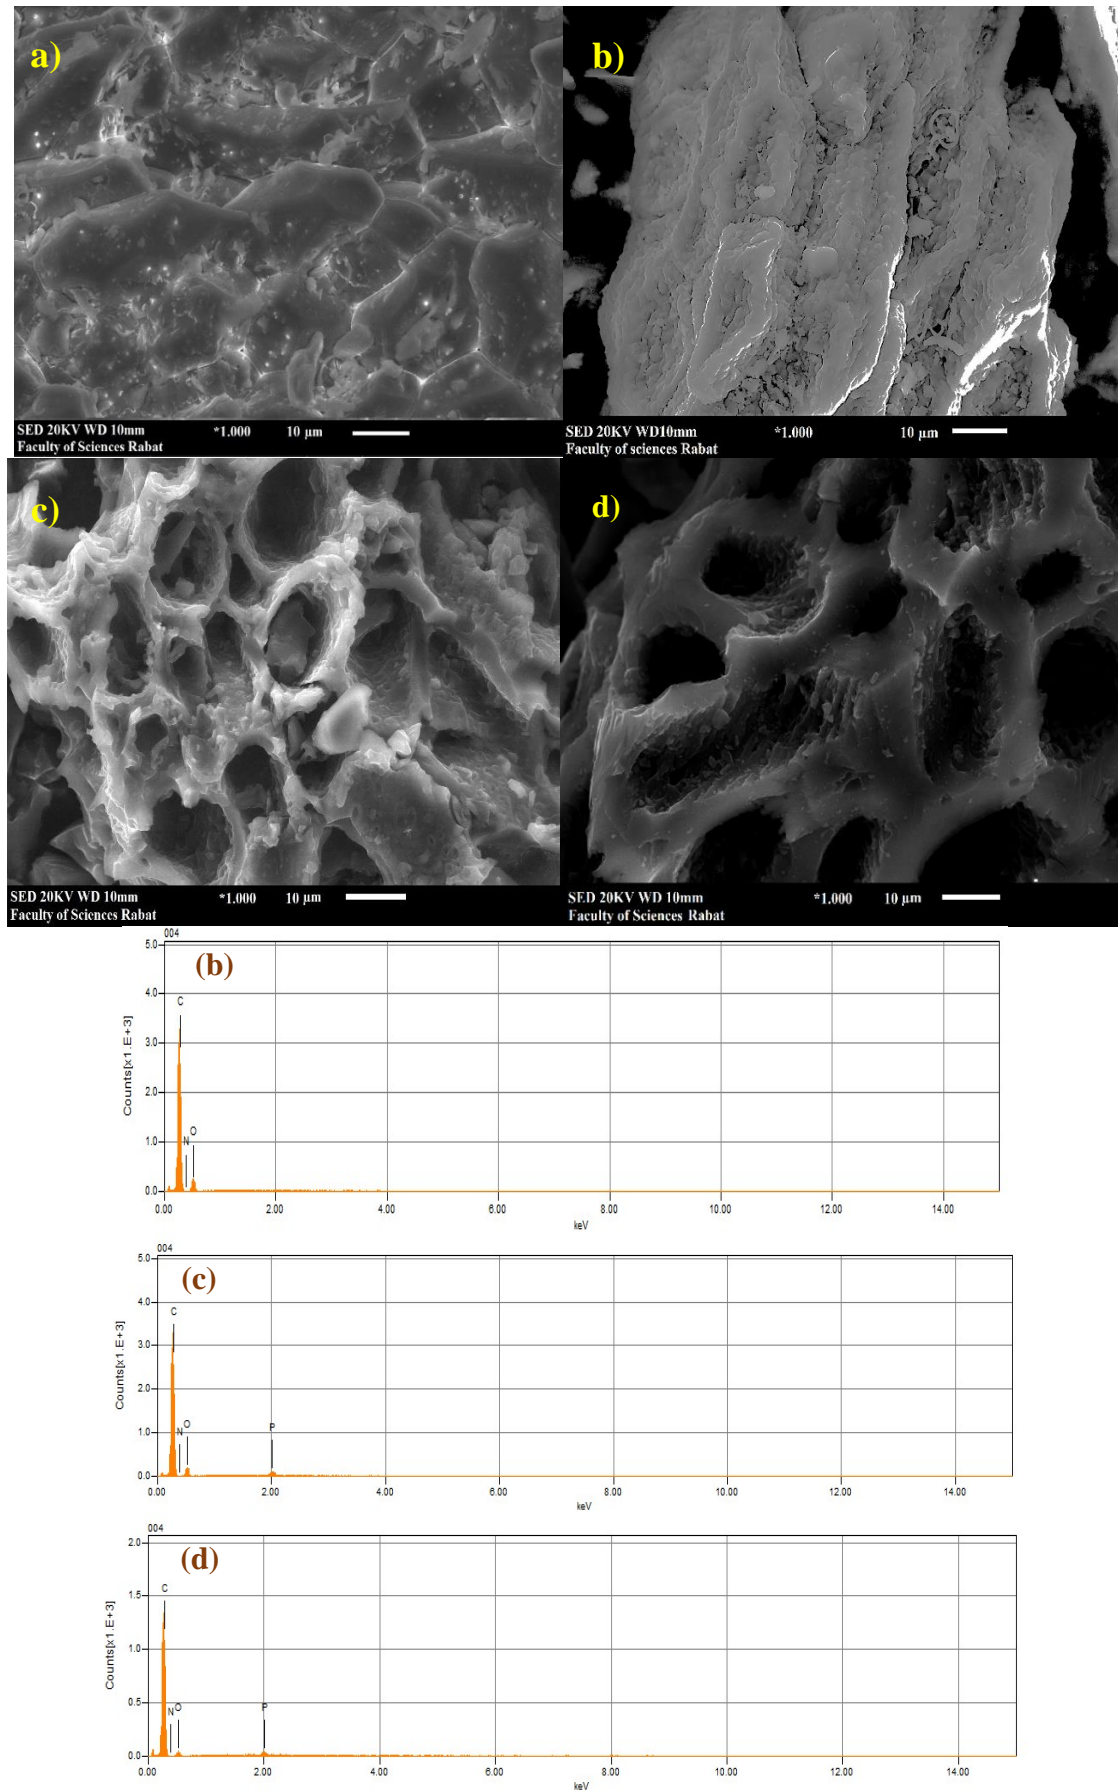 a)
SED 20KV WD 10mm *1.000 10 µm
Faculty of Sciences Rabat
b)
SED 20KV WD10mm *1.000 10 µm
Faculty of sciences Rabat
c)
SED 20KV WD 10mm *1.000 10 µm
Faculty of Sciences Rabat
d)
SED 20KV WD 10mm *1.000 10 µm
Faculty of Sciences Rabat
004
(b)
Counts[x1.E+3]
5.0
4.0
3.0
2.0
1.0
0.0
C
N
O
0.00 2.00 4.00 6.00 8.00 10.00 12.00 14.00
keV
004
(c)
Counts[x1.E+3]
5.0
4.0
3.0
2.0
1.0
0.0
C
N
O
P
0.00 2.00 4.00 6.00 8.00 10.00 12.00 14.00
keV
004
(d)
Counts[x1.E+3]
2.0
1.5
1.0
0.5
0.0
C
N
O
P
0.00 2.00 4.00 6.00 8.00 10.00 12.00 14.00
keV